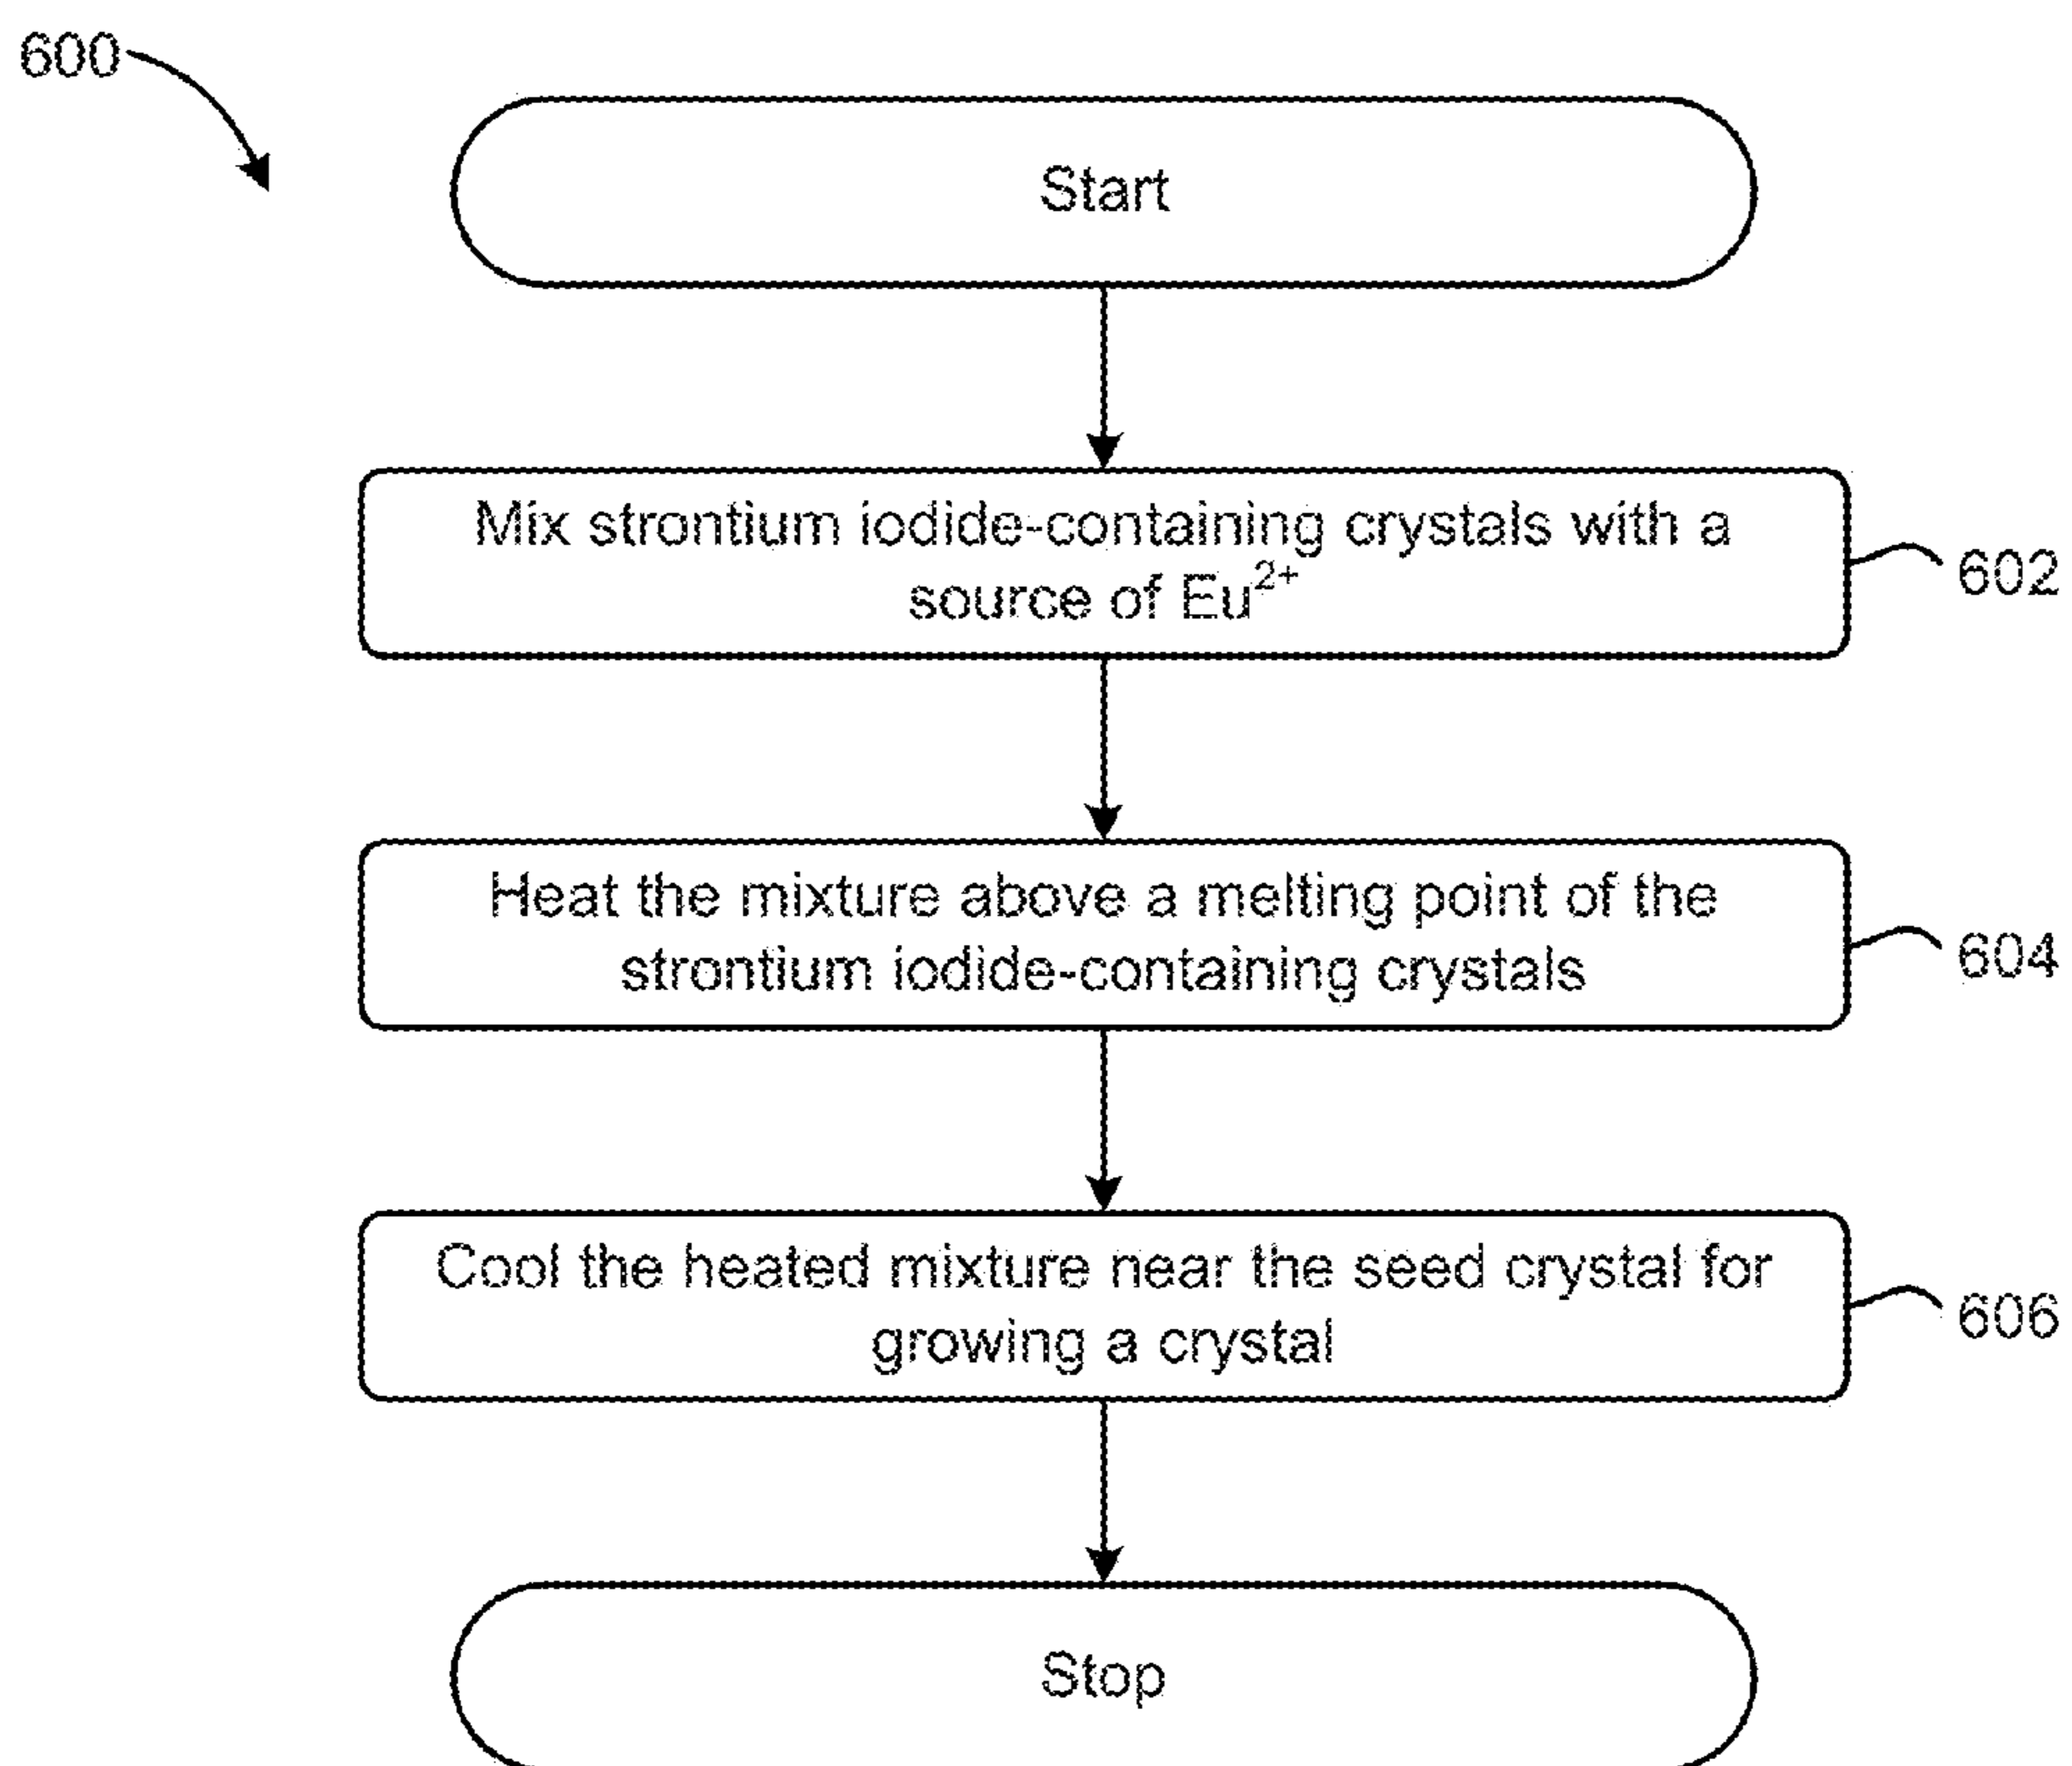 600
Start
Mix strontium iodide-containing crystals with a
source of Eu²⁺
602
Heat the mixture above a melting point of the
strontium iodide-containing crystals
604
Cool the heated mixture near the seed crystal for
growing a crystal
606
Stop